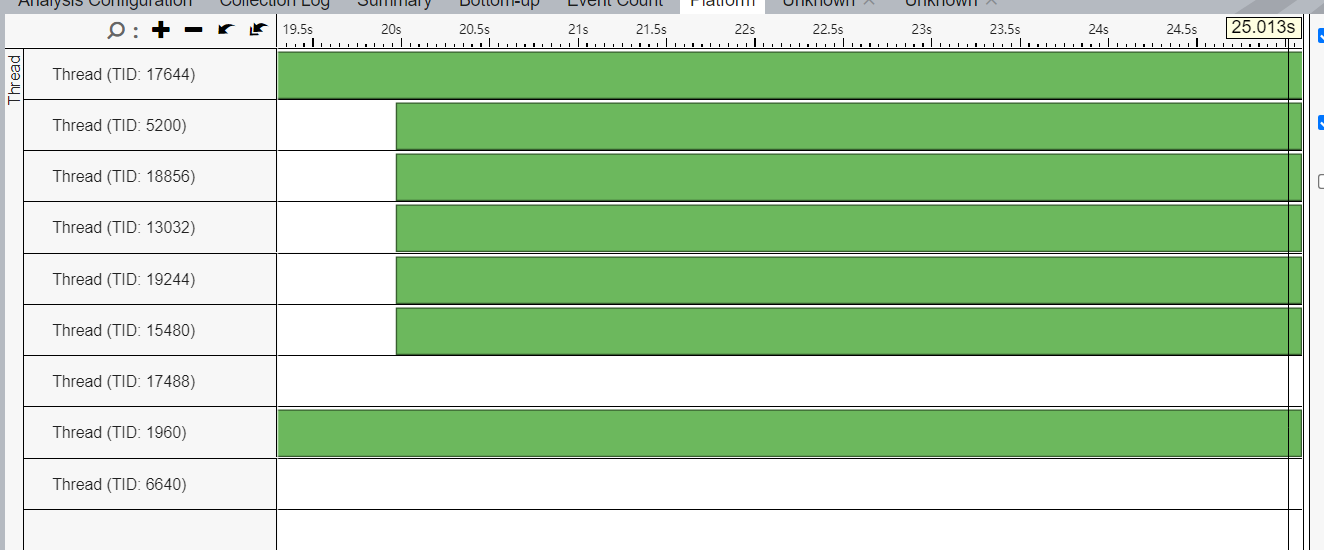 Analysis Configuration Collection Log Summary Bottom-up Event Count Platform Unknown Unknown
19.5s 20s 20.5s 21s 21.5s 22s 22.5s 23s 23.5s 24s 24.5s 25.013s
Thread
Thread (TID: 17644)
Thread (TID: 5200)
Thread (TID: 18856)
Thread (TID: 13032)
Thread (TID: 19244)
Thread (TID: 15480)
Thread (TID: 17488)
Thread (TID: 1960)
Thread (TID: 6640)